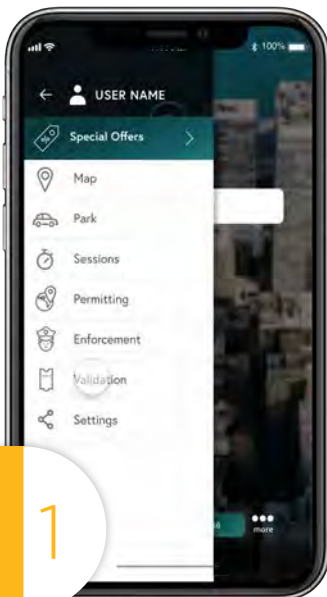 100%
USER NAME
Special Offers
Map
Park
Sessions
Permitting
Enforcement
Validation
Settings
more
1